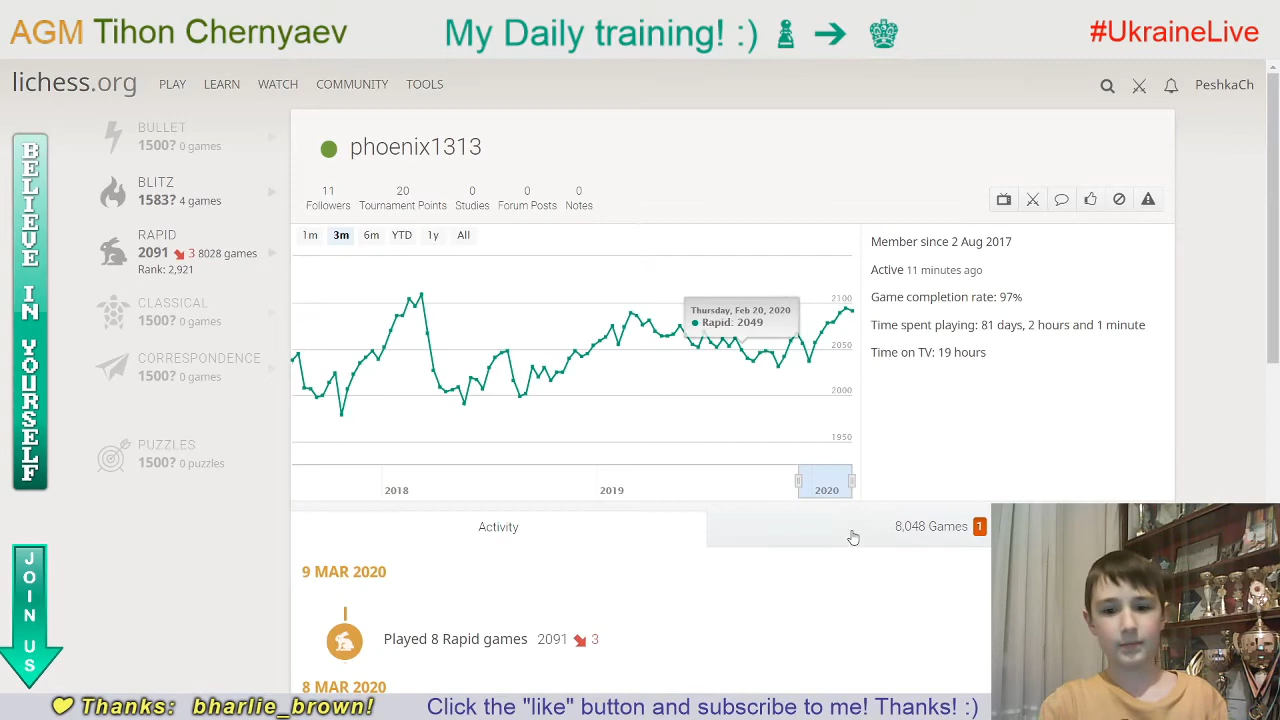 AGM Tihon Chernyaev
My Daily training! :)
#UkraineLive
lichess.org
PLAY
LEARN
WATCH
COMMUNITY
TOOLS
PeshkaCh
BELIEVE IN YOURSELF
JOIN US
BULLET
1500? 0 games
BLITZ
1583? 4 games
RAPID
2091 3 8028 games
Rank: 2,921
CLASSICAL
1500? 0 games
CORRESPONDENCE
1500? 0 games
PUZZLES
1500? 0 puzzles
phoenix1313
11
Followers
20
Tournament Points
0
Studies
0
Forum Posts
0
Notes
1m
3m
6m
YTD
1y
All
Thursday, Feb 20, 2020
Rapid: 2049
2100
2050
2000
1950
2018
2019
2020
Member since 2 Aug 2017
Active 11 minutes ago
Game completion rate: 97%
Time spent playing: 81 days, 2 hours and 1 minute
Time on TV: 19 hours
Activity
8,048 Games 1
9 MAR 2020
Played 8 Rapid games 2091 3
8 MAR 2020
Thanks: bharlie_brown!
Click the "like" button and subscribe to me! Thanks! :)